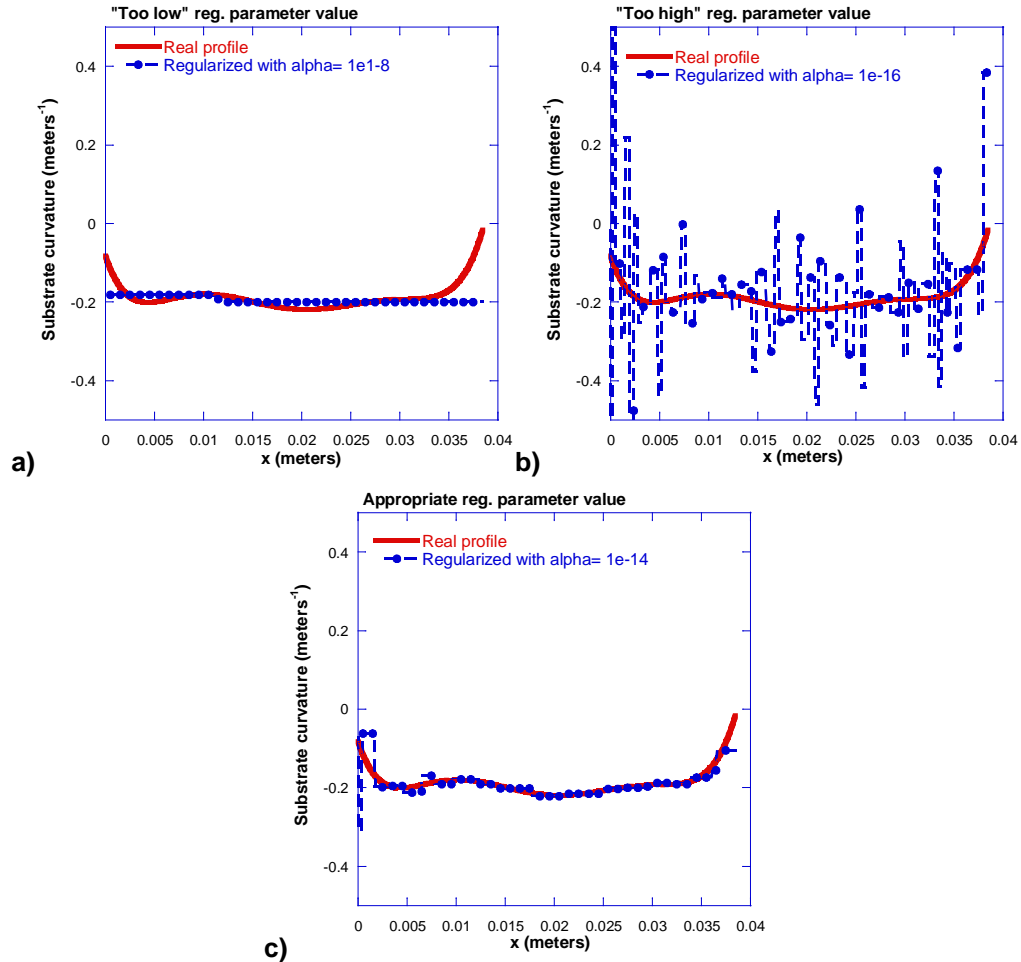 "Too low" reg. parameter value
Real profile
Regularized with alpha= 1e1-8
Substrate curvature (meters-1)
0.4
0.2
0
-0.2
-0.4
0 0.005 0.01 0.015 0.02 0.025 0.03 0.035 0.04
x (meters)
a)
"Too high" reg. parameter value
Real profile
Regularized with alpha= 1e-16
Substrate curvature (meters-1)
0.4
0.2
0
-0.2
-0.4
0 0.005 0.01 0.015 0.02 0.025 0.03 0.035 0.04
x (meters)
b)
Appropriate reg. parameter value
Real profile
Regularized with alpha= 1e-14
Substrate curvature (meters-1)
0.4
0.2
0
-0.2
-0.4
0 0.005 0.01 0.015 0.02 0.025 0.03 0.035 0.04
x (meters)
c)